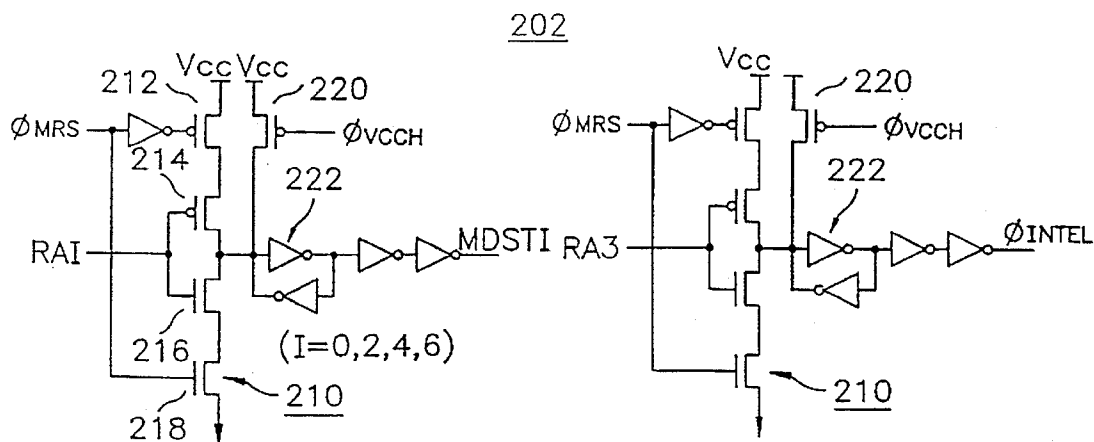 202
Vcc Vcc
212
220
ØMRS
ØVCCH
214
222
RAI
MDSTI
216
(I=0,2,4,6)
218
210
Vcc
220
ØMRS
ØVCCH
222
RA3
ØINTEL
210